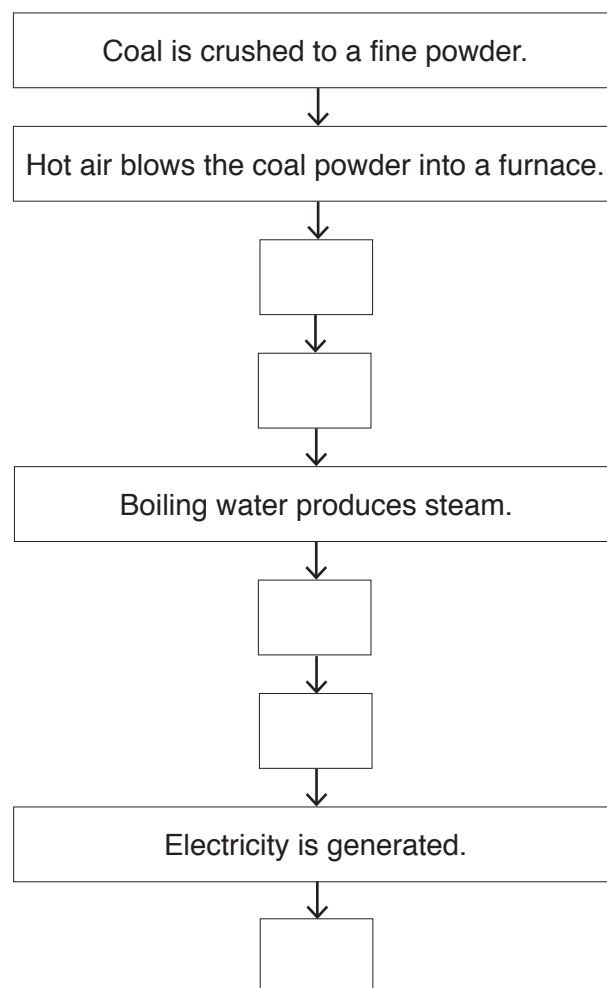 Coal is crushed to a fine powder.
Hot air blows the coal powder into a furnace.
Boiling water produces steam.
Electricity is generated.